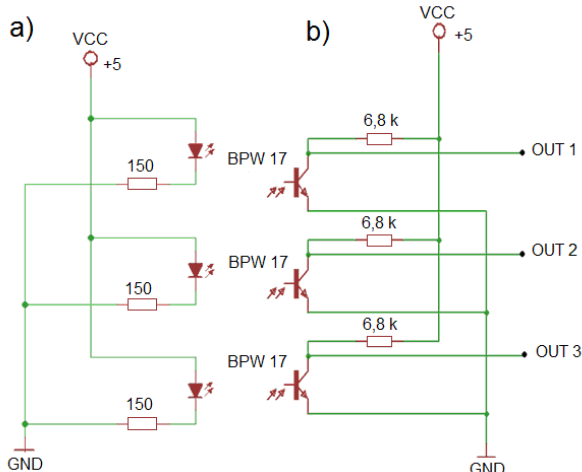 a)
VCC
+5
150
150
150
GND
b)
VCC
+5
6,8 k
BPW 17
OUT 1
6,8 k
BPW 17
OUT 2
6,8 k
BPW 17
OUT 3
GND